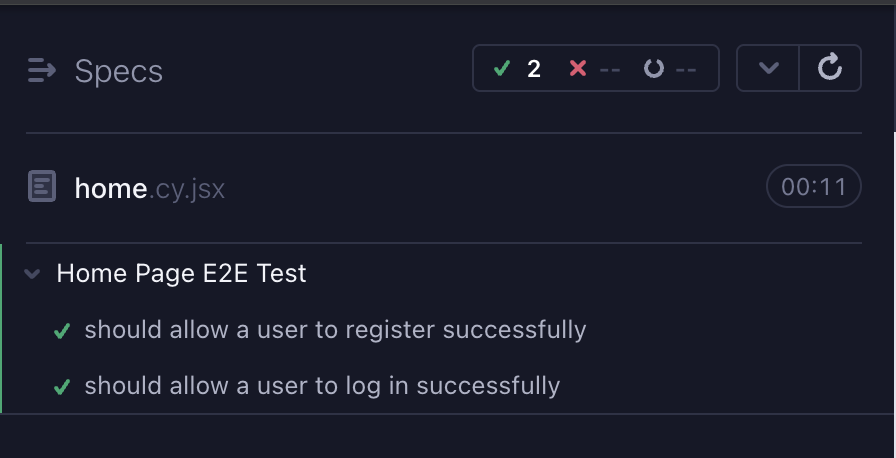 Specs 2 -- --
home.cy.jsx 00:11
Home Page E2E Test
should allow a user to register successfully
should allow a user to log in successfully